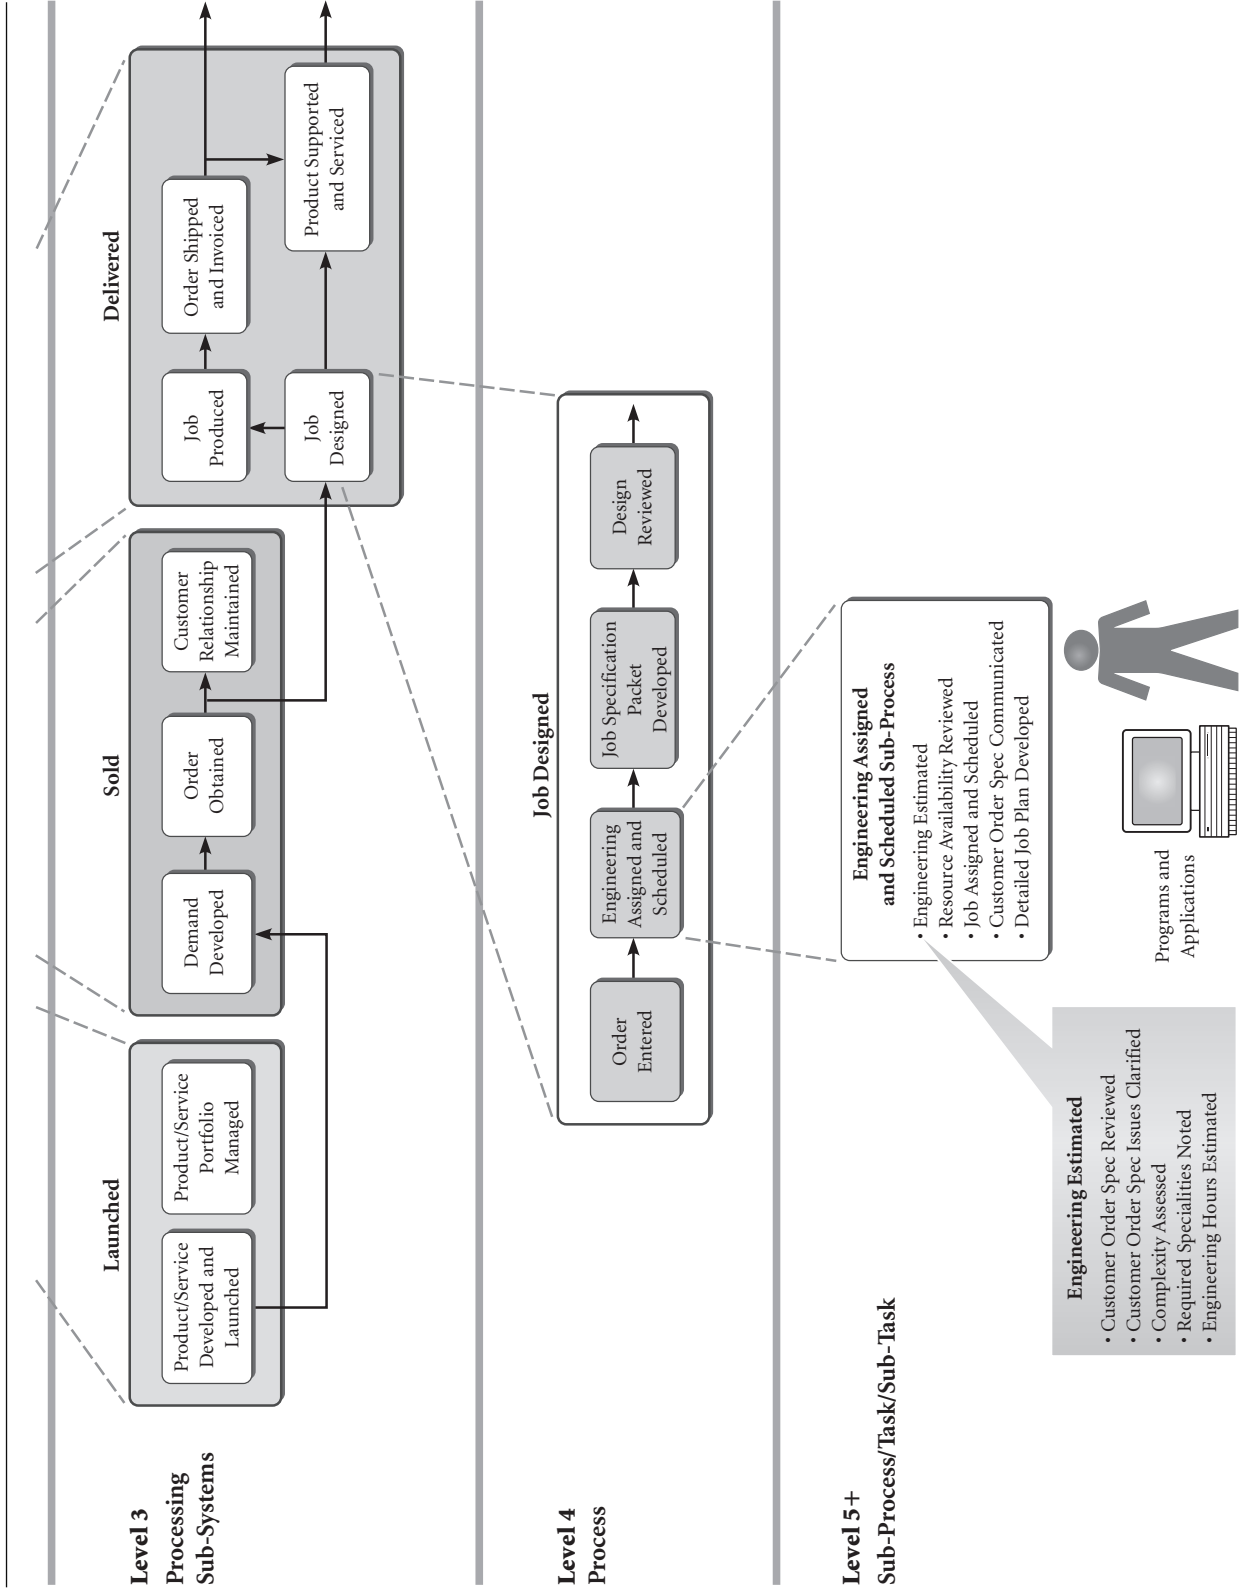 Level 3
Processing
Sub-Systems
Launched
Product/Service
Developed and
Launched
Product/Service
Portfolio
Managed
Sold
Demand
Developed
Order
Obtained
Customer
Relationship
Maintained
Delivered
Job
Produced
Order Shipped
and Invoiced
Job
Designed
Product Supported
and Serviced
Level 4
Process
Job Designed
Order
Entered
Engineering
Assigned and
Scheduled
Job Specification
Packet
Developed
Design
Reviewed
Level 5+
Sub-Process/Task/Sub-Task
Engineering Assigned
and Scheduled Sub-Process
• Engineering Estimated
• Resource Availability Reviewed
• Job Assigned and Scheduled
• Customer Order Spec Communicated
• Detailed Job Plan Developed
Engineering Estimated
• Customer Order Spec Reviewed
• Customer Order Spec Issues Clarified
• Complexity Assessed
• Required Specialities Noted
• Engineering Hours Estimated
Programs and
Applications